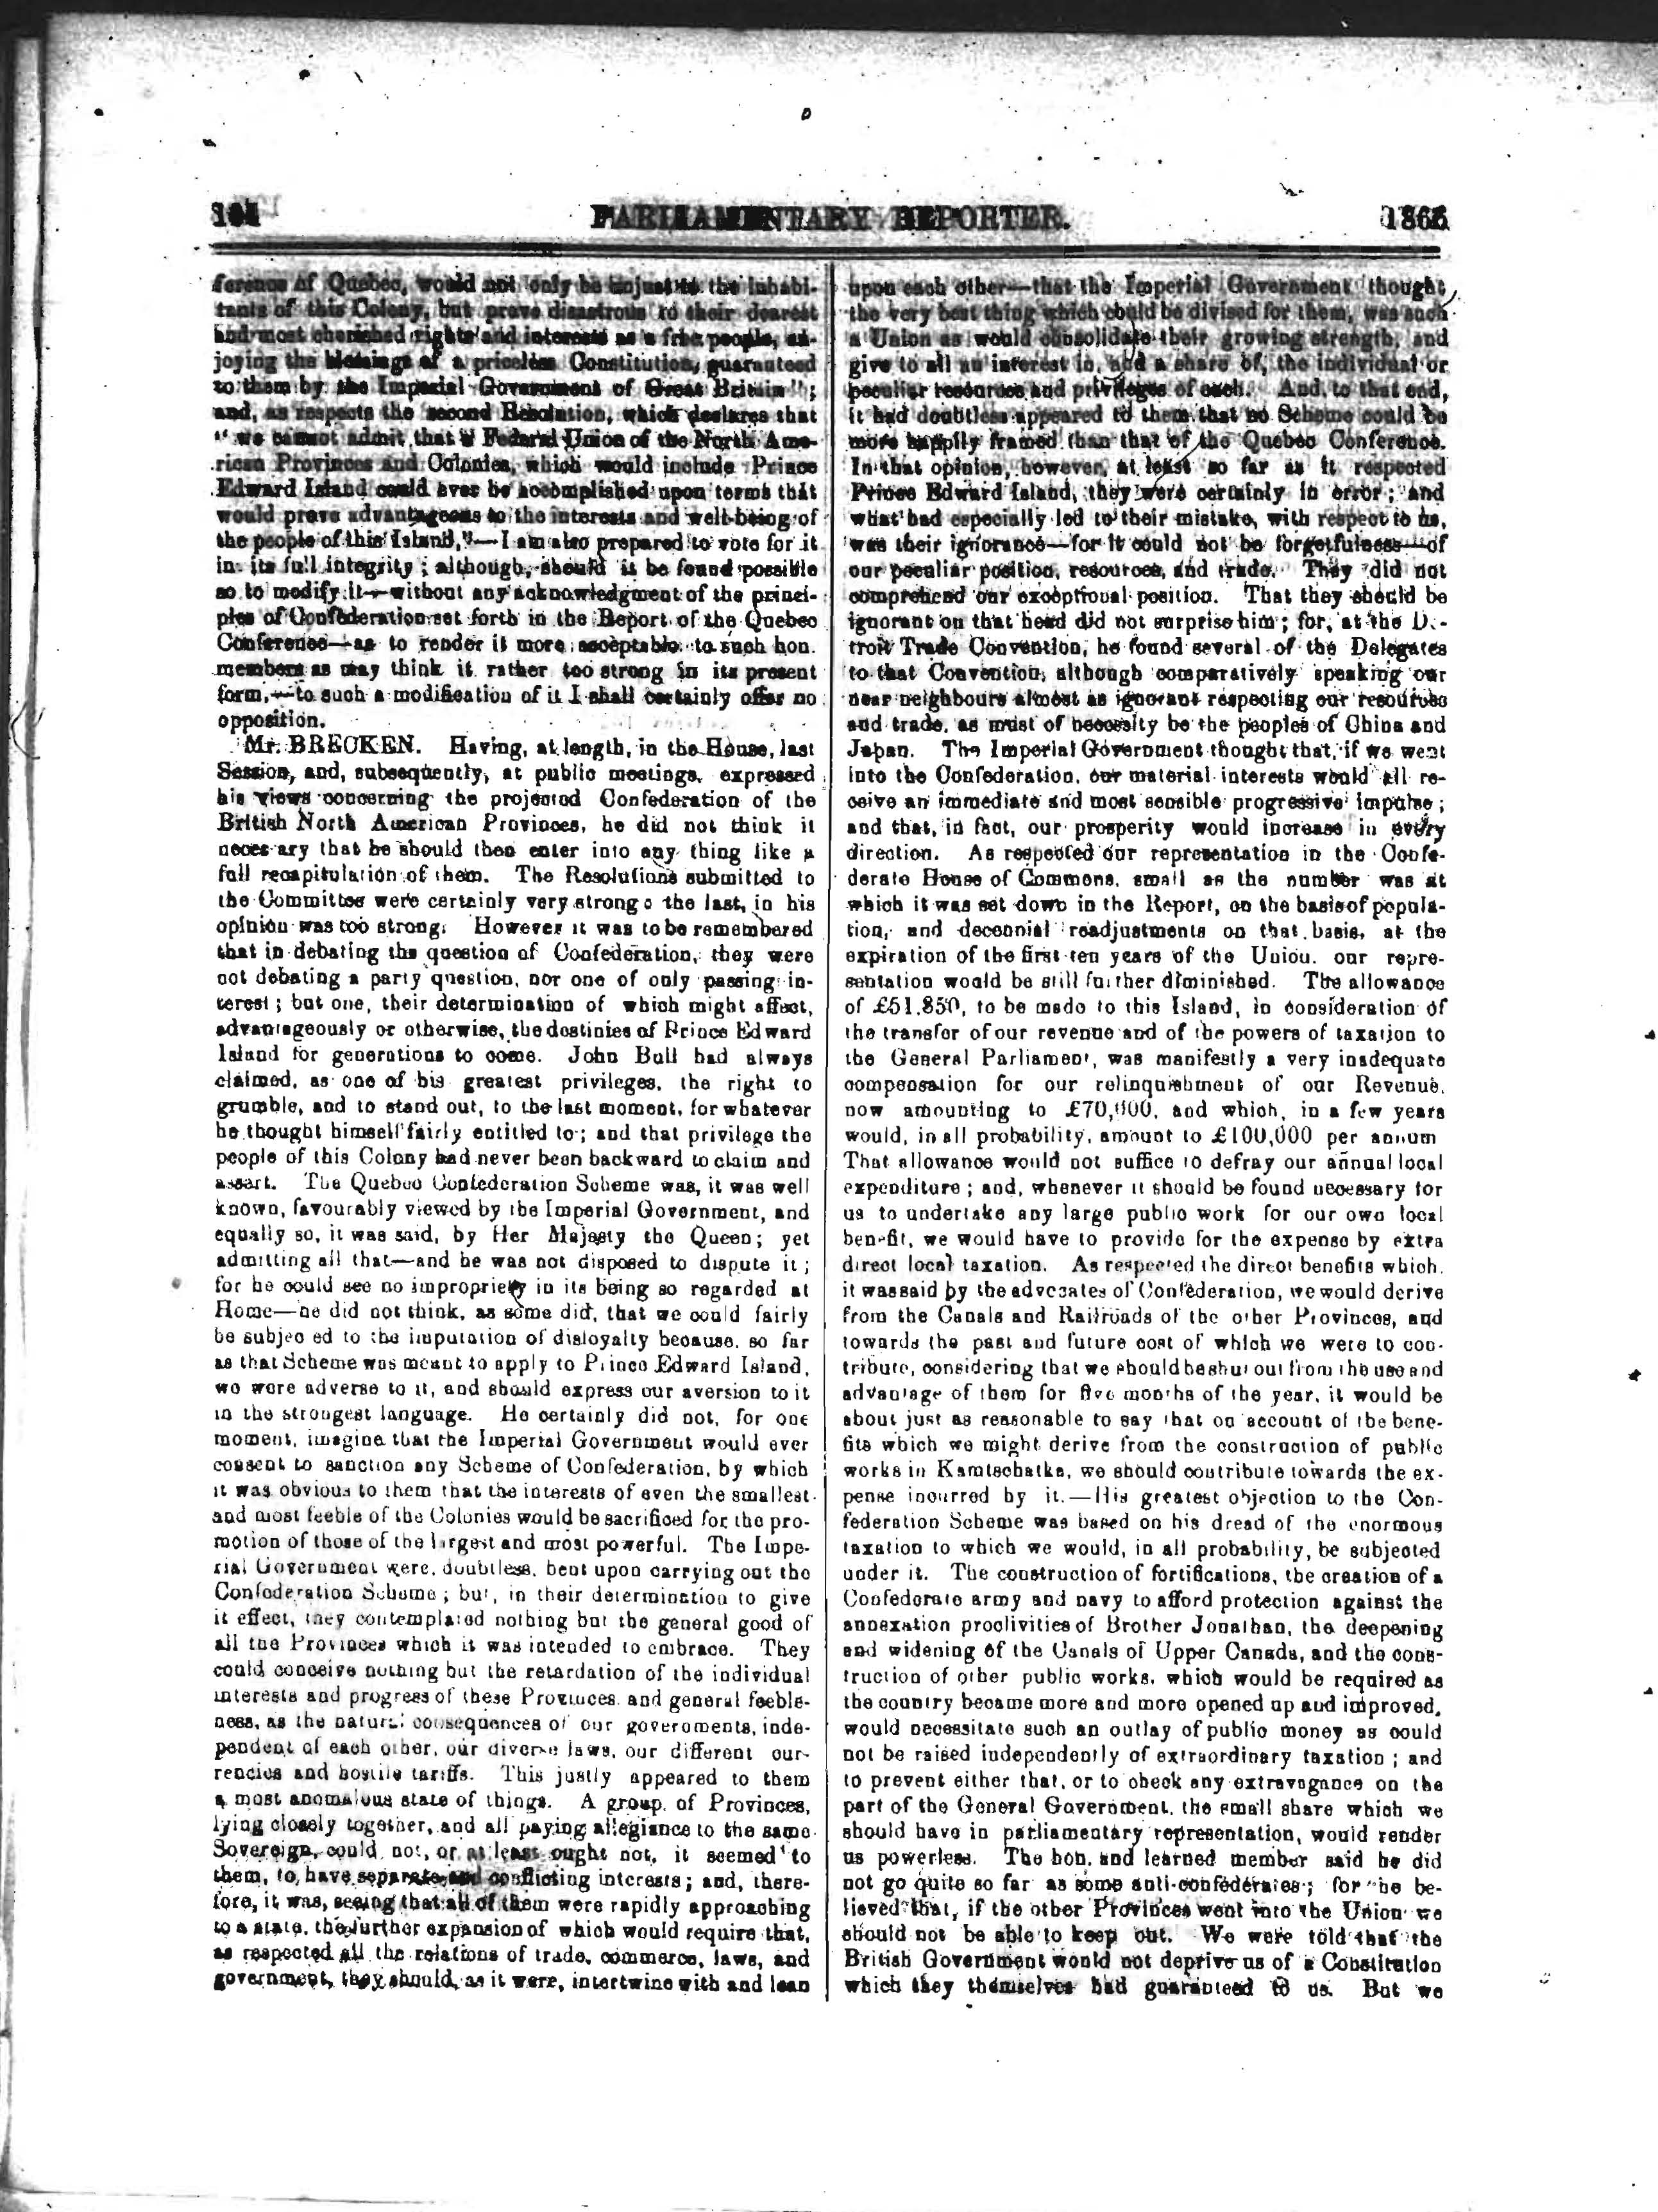 104 PARLIAMENTARY REPORTER. 1866
ference of Quebec, would not only be unjust to the inhabi-
tants of this Colony, but prove disastrous to their dearest
and most cherished rights and interests as a free people, en-
joying the blessings of a priceless Constitution, guaranteed
to them by the Imperial Government of Great Britain";
and, as respects the second Resolution, which declares that
"we cannot admit that a Federal Union of the North Ame-
rican Provinces and Colonies, which would include Prince
Edward Island could ever be accomplished upon terms that
would prove advantageous to the interests and well-being of
the people of this Island,"—I am also prepared to vote for it
in its full integrity; although, should it be found possible
so to modify it—without any acknowledgment of the princi-
ples of Confederation set forth in the Report of the Quebec
Conference—as to render it more acceptable to such hon.
members as may think it rather too strong in its present
form,—to such a modification of it I shall certainly offer no
opposition.
Mr. BRECKEN. Having, at length, in the House, last
Session, and, subsequently, at public meetings, expressed
his views concerning the projected Confederation of the
British North American Provinces, he did not think it
neces ary that he should then enter into any thing like a
full recapitulation of them. The Resolutions submitted to
the Committee were certainly very strong: the last, in his
opinion was too strong. However it was to be remembered
that in debating the question of Confederation, they were
not debating a party question, nor one of only passing in-
terest; but one, their determination of which might affect,
advantageously or otherwise, the destinies of Prince Edward
Island for generations to come. John Bull had always
claimed, as one of his greatest privileges, the right to
grumble, and to stand out, to the last moment, for whatever
he thought himself fairly entitled to; and that privilege the
people of this Colony had never been backward to claim and
assert. The Quebec Confederation Scheme was, it was well
known, favourably viewed by the Imperial Government, and
equally so, it was said, by Her Majesty the Queen; yet
admitting all that—and he was not disposed to dispute it;
for he could see no impropriety in its being so regarded at
Home—he did not think, as some did, that we could fairly
be subjec ed to the imputation of disloyalty because, so far
as that Scheme was meant to apply to Prince Edward Island,
we were adverse to it, and should express our aversion to it
in the strongest language. He certainly did not, for one
moment, imagine that the Imperial Government would ever
consent to sanction any Scheme of Confederation, by which
it was obvious to them that the interests of even the smallest
and most feeble of the Colonies would be sacrificed for the pro-
motion of those of the largest and most powerful. The Impe-
rial Government were, doubtless, bent upon carrying out the
Confederation Scheme; but, in their determination to give
it effect, they contemplated nothing but the general good of
all the Provinces which it was intended to embrace. They
could conceive nothing but the retardation of the individual
interests and progress of these Provinces and general feeble-
ness, as the natural consequences of our governments, inde-
pendent of each other, our diverse laws, our different cur-
rencies and hostile tariffs. This justly appeared to them
a most anomalous state of things. A group of Provinces,
lying closely together, and all paying allegiance to the same
Sovereign, could not, or at least ought not, it seemed to
them, to have separate and conflicting interests; and, there-
fore, it was, seeing that all of them were rapidly approaching
to a state, the further expansion of which would require that,
as respected all the relations of trade, commerce, laws, and
government, they should, as it were, intertwine with and lean
upon each other—that the Imperial Government thought
the very best thing which could be divised for them, was such
a Union as would consolidate their growing strength, and
give to all an interest in, and a share of, the individual or
peculiar resources and privileges of each. And, to that end,
it had doubtless appeared to them that no Scheme could be
more happily framed than that of the Quebec Conference.
In that opinion, however, at least so far as it respected
Prince Edward Island, they were certainly in error; and
what had especially led to their mistake, with respect to us,
was their ignorance—for it could not be forgetfulness—of
our peculiar position, resources, and trade. They did not
comprehend our exceptional position. That they should be
ignorant on that head did not surprise him; for, at the D.-
troit Trade Convention, he found several of the Delegates
to that Convention, although comparatively speaking our
near neighbours almost as ignorant respecting our resources
and trade, as must of necessity be the peoples of China and
Japan. The Imperial Government thought that, if we went
into the Confederation, our material interests would all re-
ceive an immediate and most sensible progressive impulse;
and that, in fact, our prosperity would increase in every
direction. As respected our representation in the Confe-
derate House of Commons, small as the number was at
which it was set down in the Report, on the basis of popula-
tion, and decennial readjustments on that basis, at the
expiration of the first ten years of the Union, our repre-
sentation would be still further diminished. The allowance
of £51,850, to be made to this Island, in consideration of
the transfer of our revenue and of the powers of taxation to
the General Parliament, was manifestly a very inadequate
compensation for our relinquishment of our Revenue,
now amounting to £70,000, and which, in a few years
would, in all probability, amount to £100,000 per annum
That allowance would not suffice to defray our annual local
expenditure; and, whenever it should be found necessary for
us to undertake any large public work for our own local
benefit, we would have to provide for the expense by extra
direct local taxation. As respected the direct benefits which,
it was said by the advocates of Confederation, we would derive
from the Canals and Railroads of the other Provinces, and
towards the past and future cost of which we were to con-
tribute, considering that we should be shut out from the use and
advantage of them for five months of the year, it would be
about just as reasonable to say that on account of the bene-
fits which we might derive from the construction of public
works in Kamtschatka, we should contribute towards the ex-
pense incurred by it.—His greatest objection to the Con-
federation Scheme was based on his dread of the enormous
taxation to which we would, in all probability, be subjected
under it. The construction of fortifications, the creation of a
Confederate army and navy to afford protection against the
annexation proclivities of Brother Jonathan, the deepening
and widening of the Canals of Upper Canada, and the cons-
truction of other public works, which would be required as
the country became more and more opened up and improved,
would necessitate such an outlay of public money as could
not be raised independently of extraordinary taxation; and
to prevent either that, or to check any extravagance on the
part of the General Government, the small share which we
should have in parliamentary representation, would render
us powerless. The hon. and learned member said he did
not go quite so far as some anti-confederates; for he be-
lieved that, if the other Provinces went into the Union we
should not be able to keep out. We were told that the
British Government would not deprive us of a Constitution
which they themselves had guaranteed to us. But we